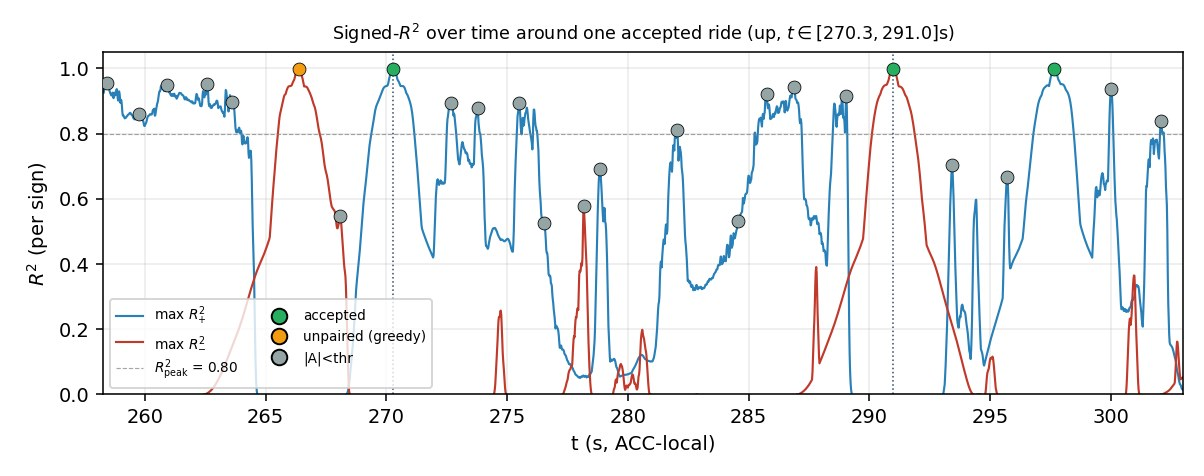 Signed-R² over time around one accepted ride (up, t ∈ [270.3, 291.0]s)
R² (per sign)
1.0
0.8
0.6
0.4
0.2
0.0
max R²₊
max R²₋
R²peak = 0.80
accepted
unpaired (greedy)
|A|<thr
260 265 270 275 280 285 290 295 300
t (s, ACC-local)